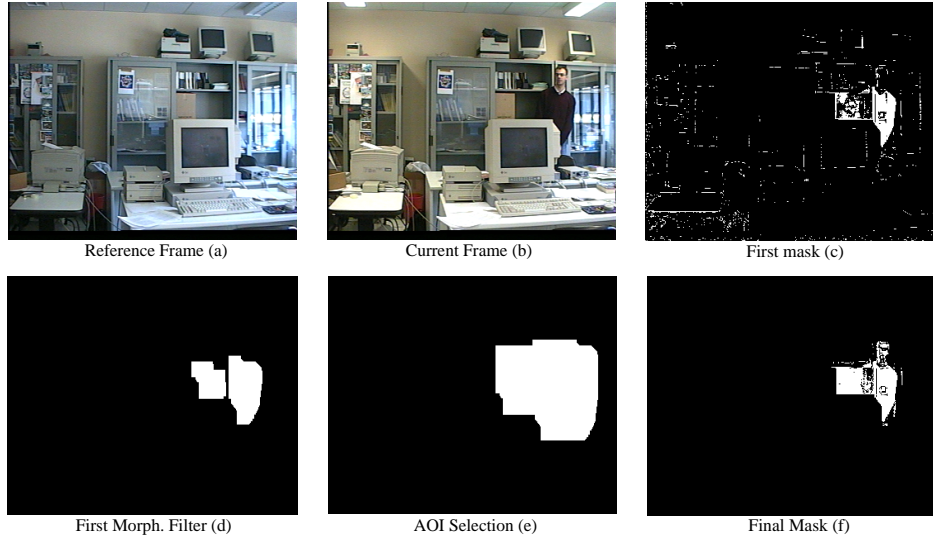 Reference Frame (a)
Current Frame (b)
First mask (c)
First Morph. Filter (d)
AOI Selection (e)
Final Mask (f)